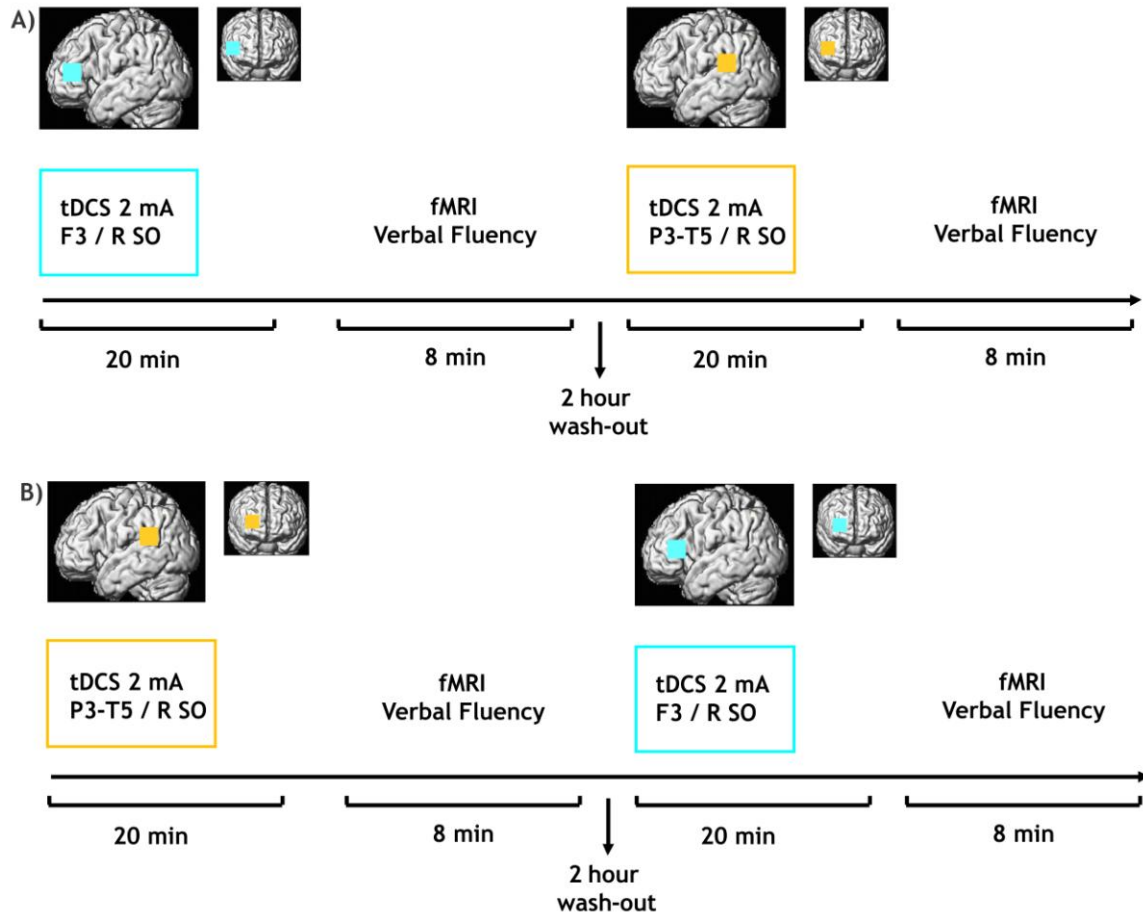 A)
tDCS 2 mA
F3 / R SO
fMRI
Verbal Fluency
tDCS 2 mA
P3-T5 / R SO
fMRI
Verbal Fluency
20 min
8 min
20 min
8 min
2 hour
wash-out
B)
tDCS 2 mA
P3-T5 / R SO
fMRI
Verbal Fluency
tDCS 2 mA
F3 / R SO
fMRI
Verbal Fluency
20 min
8 min
20 min
8 min
2 hour
wash-out